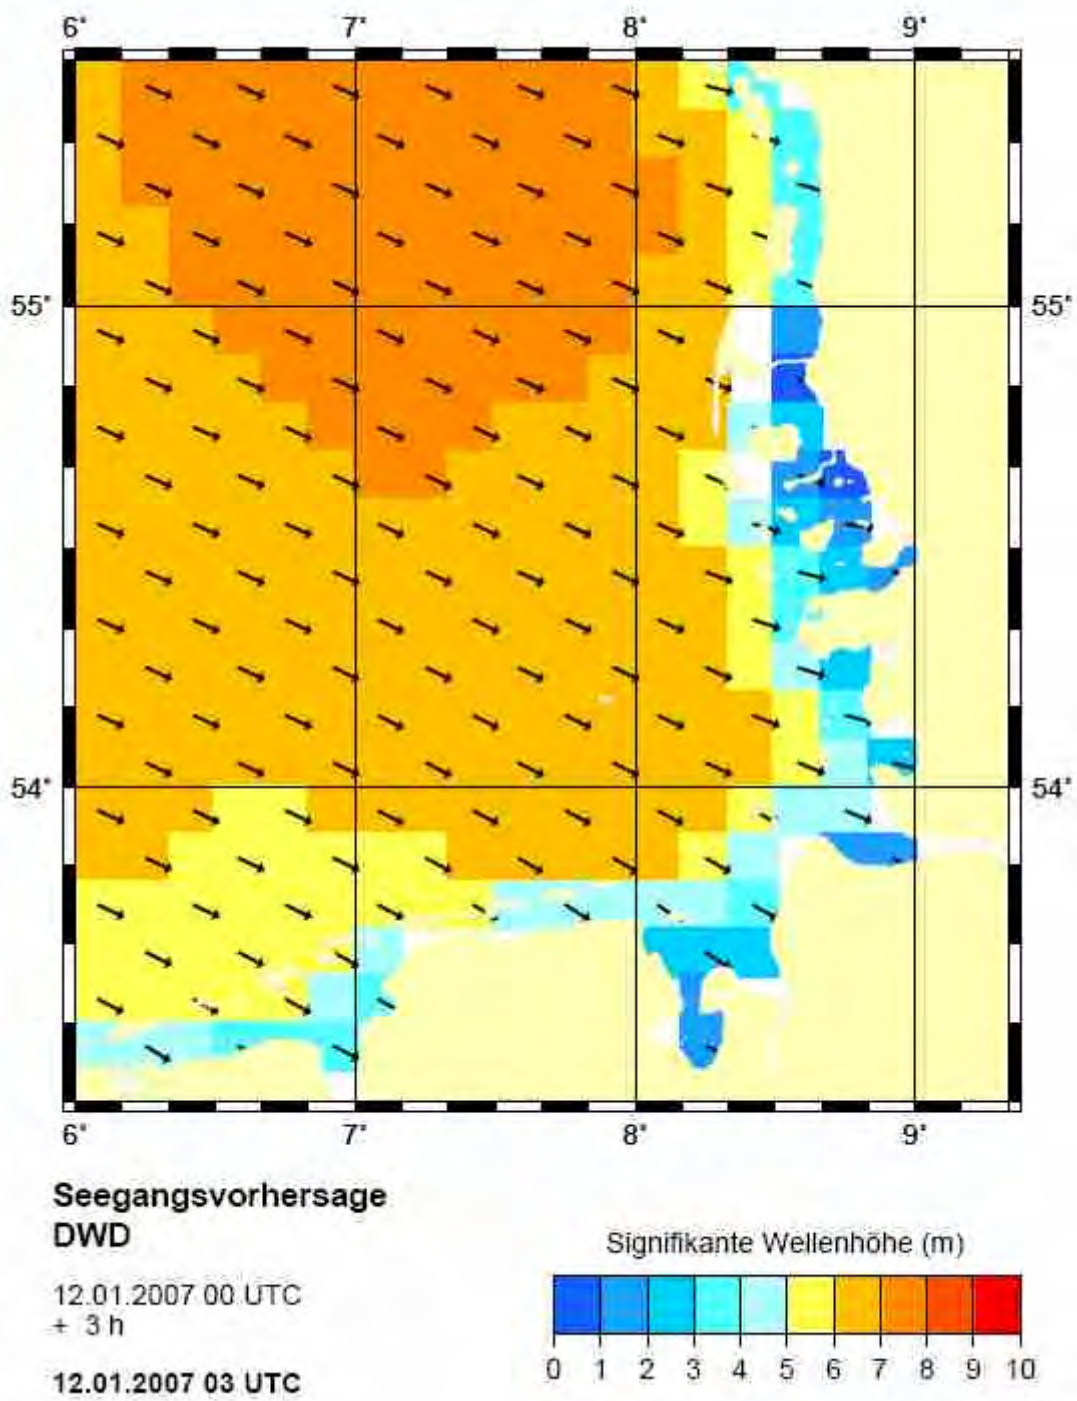 6° 7° 8° 9°
55° 55°
54° 54°
6° 7° 8° 9°
Seegangsvorhersage
DWD
12.01.2007 00 UTC
+ 3 h
12.01.2007 03 UTC
Signifikante Wellenhöhe (m)
0 1 2 3 4 5 6 7 8 9 10